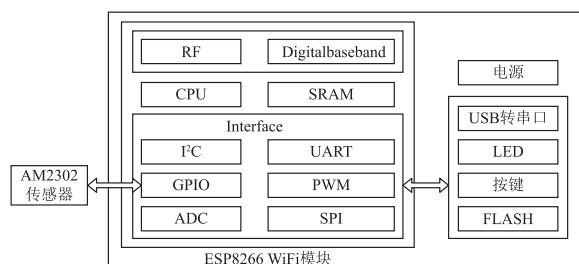 RF
Digitalbaseband
CPU
SRAM
Interface
I²C
UART
GPIO
PWM
ADC
SPI
AM2302
传感器
电源
USB转串口
LED
按键
FLASH
ESP8266 WiFi模块